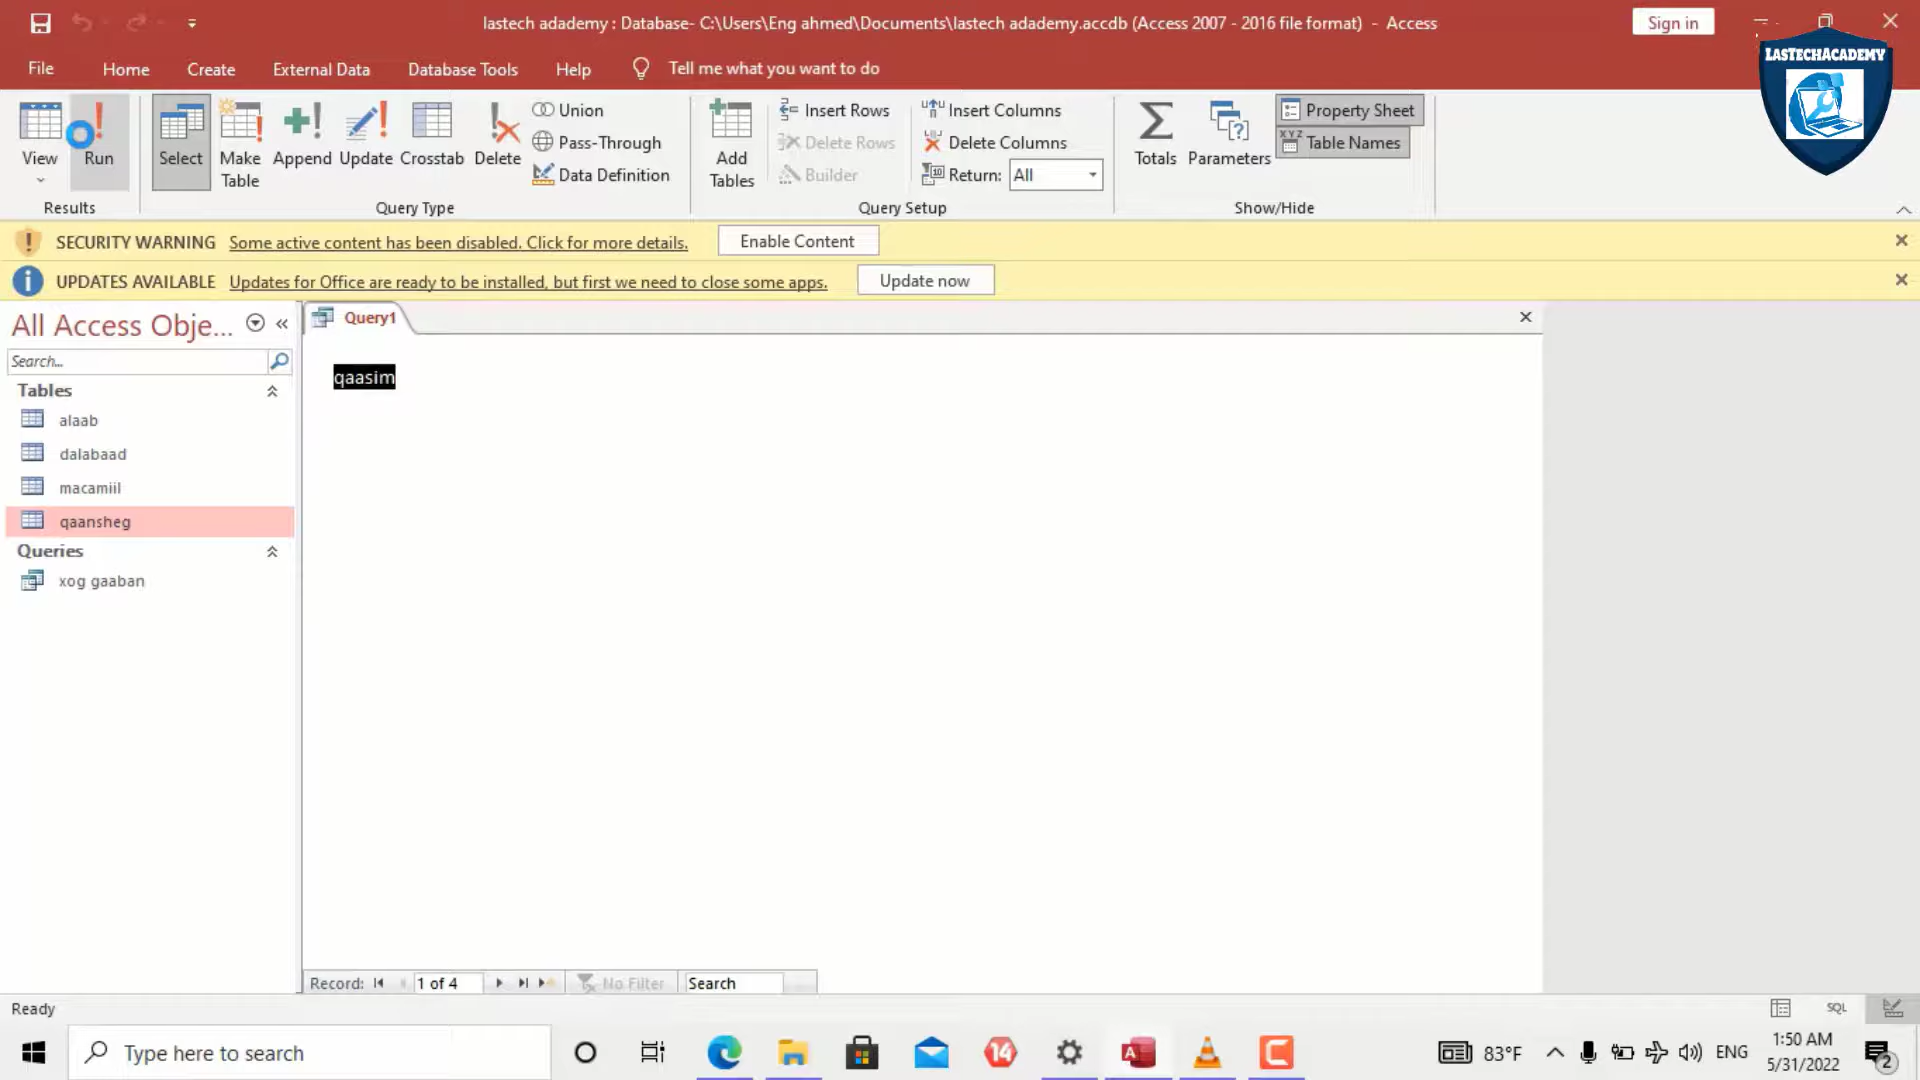 lastech adademy : Database- C:\Users\Eng ahmed\Documents\lastech adademy.accdb (Access 2007 - 2016 file format) - Access
Sign in
File
Home
Create
External Data
Database Tools
Help
Tell me what you want to do
LASTECHACADEMY
View
Run
Select
Make Table
Append
Update
Crosstab
Delete
Union
Pass-Through
Data Definition
Add Tables
Insert Rows
Delete Rows
Builder
Insert Columns
Delete Columns
Return: All
Totals
Parameters
Property Sheet
XYZ Table Names
Results
Query Type
Query Setup
Show/Hide
SECURITY WARNING Some active content has been disabled. Click for more details. Enable Content
UPDATES AVAILABLE Updates for Office are ready to be installed, but first we need to close some apps. Update now
All Access Obje...
Search...
Tables
alaab
dalabaad
macamiil
qaansheg
Queries
xog gaaban
Query1
qaasim
Record: 1 of 4 No Filter Search
Ready
SQL
Type here to search
14
83°F
ENG
1:50 AM
5/31/2022
2